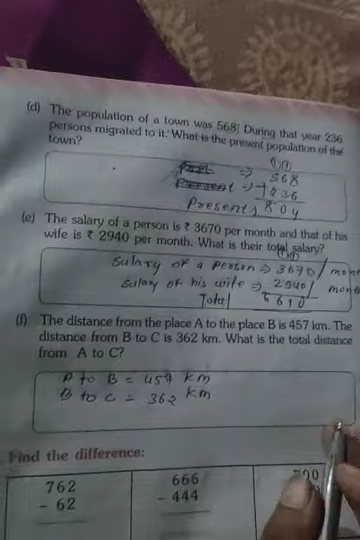 (d) The population of a town was 568. During that year 236
persons migrated to it. What is the present population of the
town?
⇒ 568
⇒ + 236
Present ⇒ 804
(e) The salary of a person is ₹ 3670 per month and that of his
wife is ₹ 2940 per month. What is their total salary?
Salary of a person ⇒ 3670/ month
Salary of his wife ⇒ 2940/ month
Total 6610
(f) The distance from the place A to the place B is 457 km. The
distance from B to C is 362 km. What is the total distance
from A to C?
A to B = 457 km
B to C = 362 km
Find the difference:
762 666
- 62 - 444